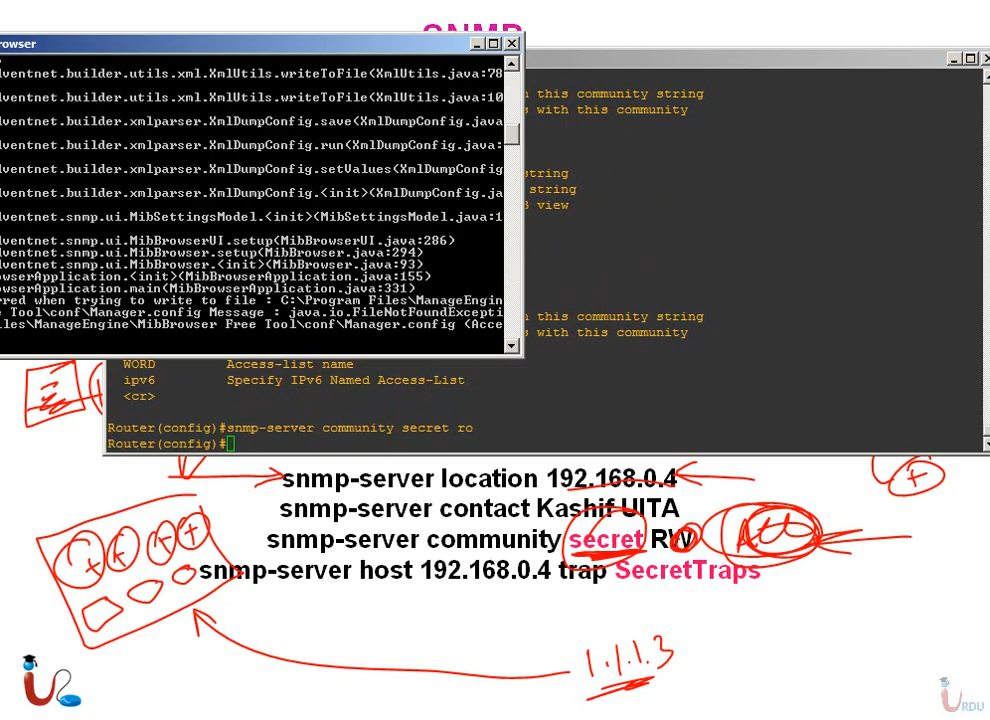 SNMP
rowser
lventnet.builder.utils.xml.XmlUtils.writeToFile(XmlUtils.java:78
lventnet.builder.utils.xml.XmlUtils.writeToFile(XmlUtils.java:10
lventnet.builder.xmlparser.XmlDumpConfig.save(XmlDumpConfig.java
lventnet.builder.xmlparser.XmlDumpConfig.run(XmlDumpConfig.java:
lventnet.builder.xmlparser.XmlDumpConfig.setValues(XmlDumpConfig
lventnet.builder.xmlparser.XmlDumpConfig.<init>(XmlDumpConfig.ja
lventnet.snmp.ui.MibSettingsModel.<init>(MibSettingsModel.java:1
lventnet.snmp.ui.MibBrowserUI.setup(MibBrowserUI.java:286)
lventnet.snmp.ui.MibBrowser.setup(MibBrowser.java:294)
lventnet.snmp.ui.MibBrowser.<init>(MibBrowser.java:93)
owserApplication.<init>(MibBrowserApplication.java:155)
owserApplication.main(MibBrowserApplication.java:331)
rred when trying to write to file : C:\Program Files\ManageEngin
e Tool\conf\Manager.config Message : java.io.FileNotFoundExcepti
iles\ManageEngine\MibBrowser Free Tool\conf\Manager.config (Acce
this community string
s with this community
string
string
B view
this community string
s with this community
WORD Access-list name
ipv6 Specify IPv6 Named Access-List
<cr>
Router(config)#snmp-server community secret ro
Router(config)#
snmp-server location 192.168.0.4
snmp-server contact Kashif UITA
snmp-server community secret RW
snmp-server host 192.168.0.4 trap SecretTraps
1.1.1.3
URDU